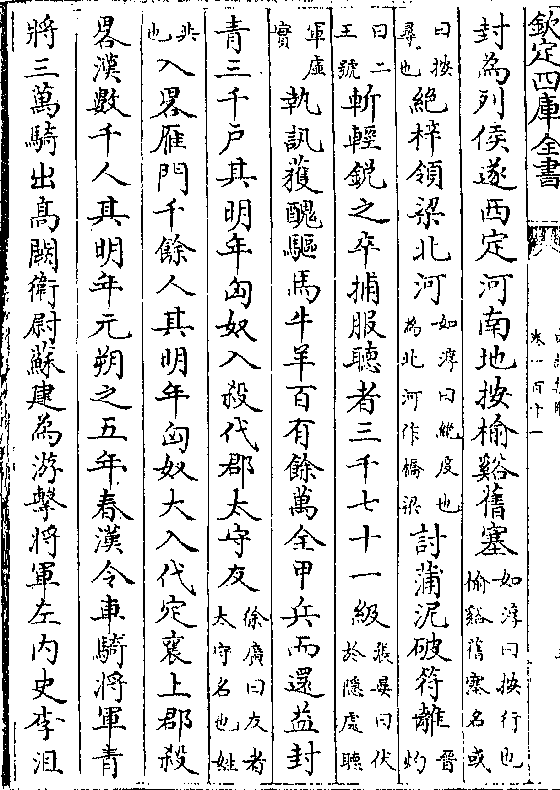 欽定四庫全書
卷一百十一
封為列侯遂西定河南地按榆谿舊塞如淳曰按行也榆谿舊塞名或
曰按尋也絶梓領梁北河如淳曰絶度也為北河作橋梁討蒲泥破符離晉灼
曰二王號斬輕銳之卒捕服聽者三千七十一級張晏曰伏於隱處聽
軍虛實執訊獲醜驅馬牛羊百有餘萬全甲兵而還益封
青三千戶其明年匈奴入殺代郡太守友徐廣曰友者太守名也姓
共也入畧雁門千餘人其明年匈奴大入代定襄上郡殺
畧漢數千人其明年元朔之五年春漢令車騎將軍青
將三萬騎出髙闕衛尉蘇建為游擊將軍左内史李沮